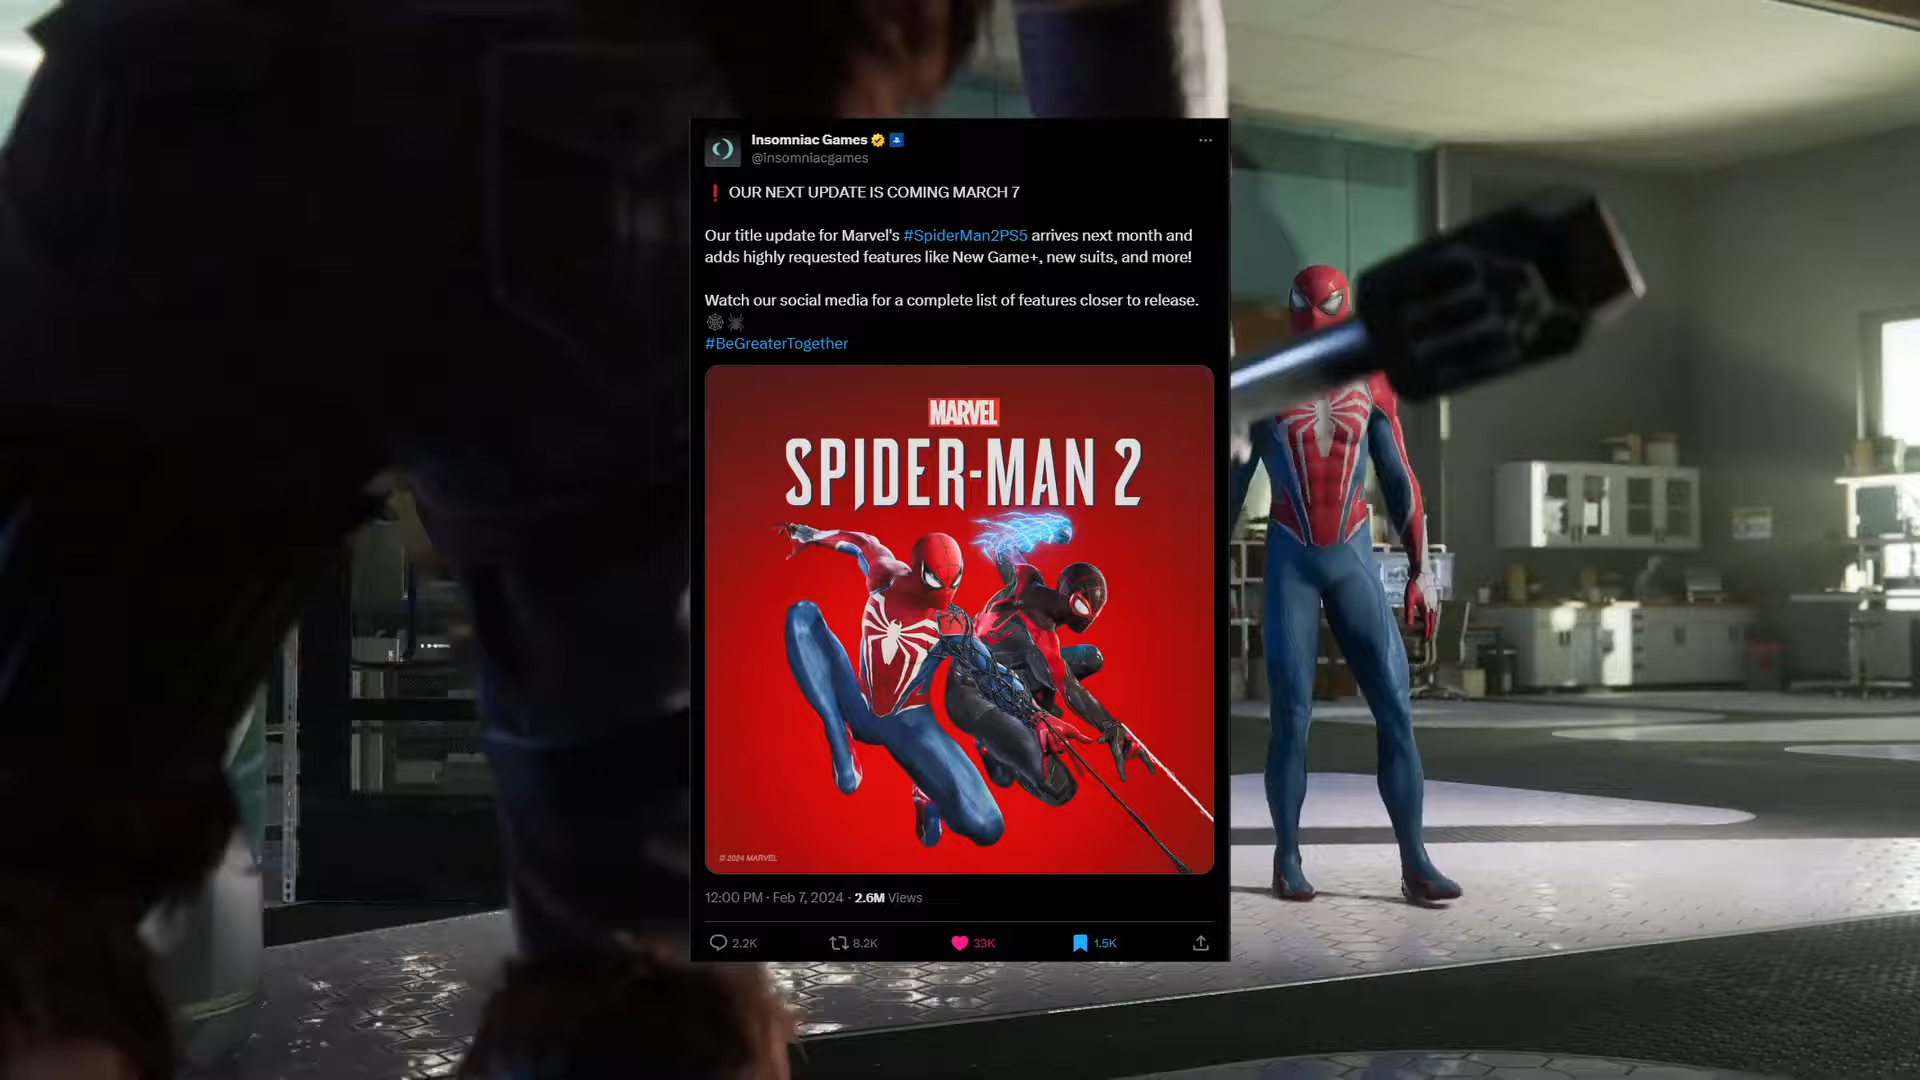 Insomniac Games
@insomniacgames
❗ OUR NEXT UPDATE IS COMING MARCH 7
Our title update for Marvel's #SpiderMan2PS5 arrives next month and
adds highly requested features like New Game+, new suits, and more!
Watch our social media for a complete list of features closer to release.
🕸️🕷️
#BeGreaterTogether
MARVEL
SPIDER-MAN 2
© 2024 MARVEL
12:00 PM · Feb 7, 2024 · 2.6M Views
2.2K 8.2K 33K 1.5K